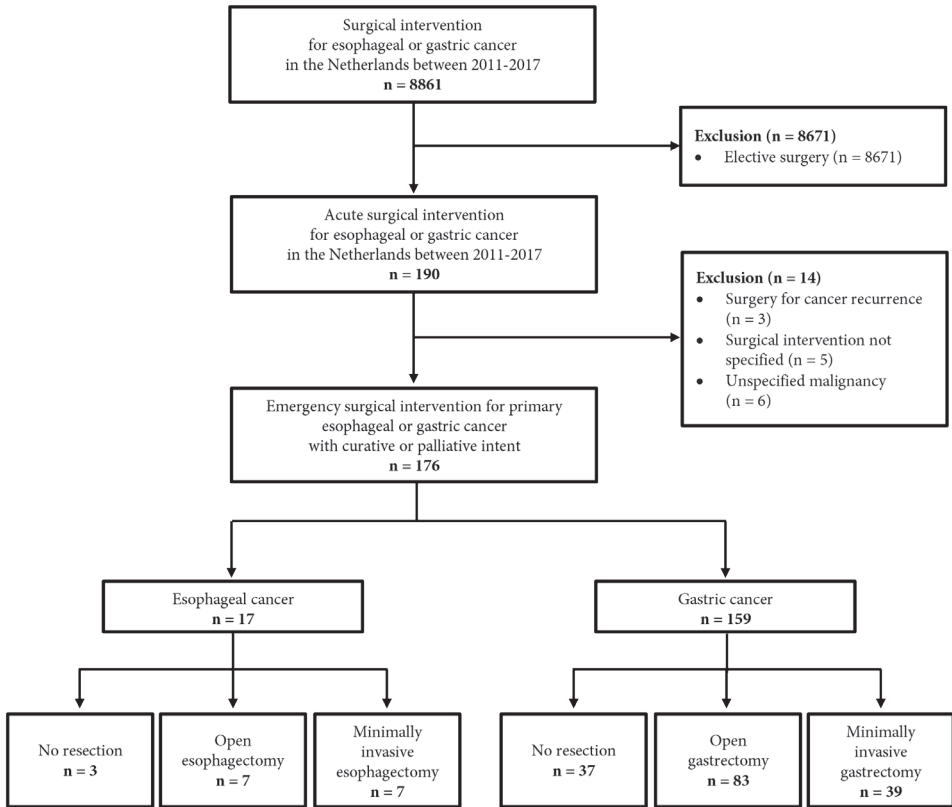 Surgical intervention
for esophageal or gastric cancer
in the Netherlands between 2011-2017
n = 8861
Exclusion (n = 8671)
• Elective surgery (n = 8671)
Acute surgical intervention
for esophageal or gastric cancer
in the Netherlands between 2011-2017
n = 190
Exclusion (n = 14)
• Surgery for cancer recurrence
(n = 3)
• Surgical intervention not
specified (n = 5)
• Unspecified malignancy
(n = 6)
Emergency surgical intervention for primary
esophageal or gastric cancer
with curative or palliative intent
n = 176
Esophageal cancer
n = 17
Gastric cancer
n = 159
No resection
n = 3
Open
esophagectomy
n = 7
Minimally
invasive
esophagectomy
n = 7
No resection
n = 37
Open
gastrectomy
n = 83
Minimally
invasive
gastrectomy
n = 39